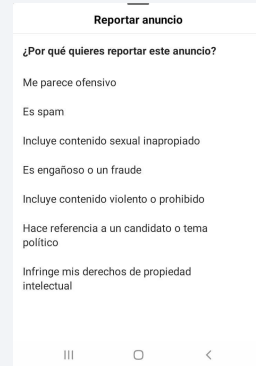 Reportar anuncio
¿Por qué quieres reportar este anuncio?
Me parece ofensivo
Es spam
Incluye contenido sexual inapropiado
Es engañoso o un fraude
Incluye contenido violento o prohibido
Hace referencia a un candidato o tema
político
Infringe mis derechos de propiedad
intelectual